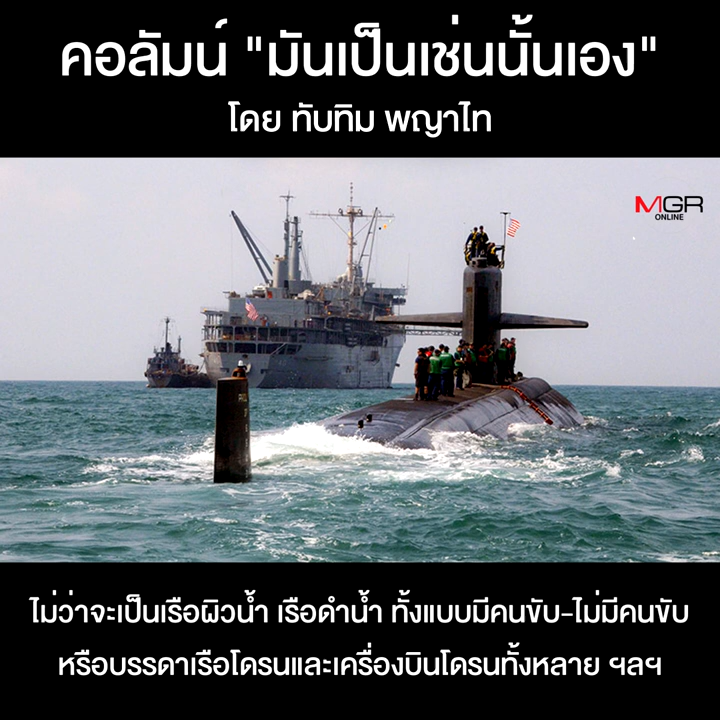 คอลัมน์ "มันเป็นเช่นนั้นเอง"
โดย ทับทิม พญาไท
MGR
ONLINE
ไม่ว่าจะเป็นเรือผิวน้ำ เรือดำน้ำ ทั้งแบบมีคนขับ-ไม่มีคนขับ
หรือบรรดาเรือโดรนและเครื่องบินโดรนทั้งหลาย ฯลฯ